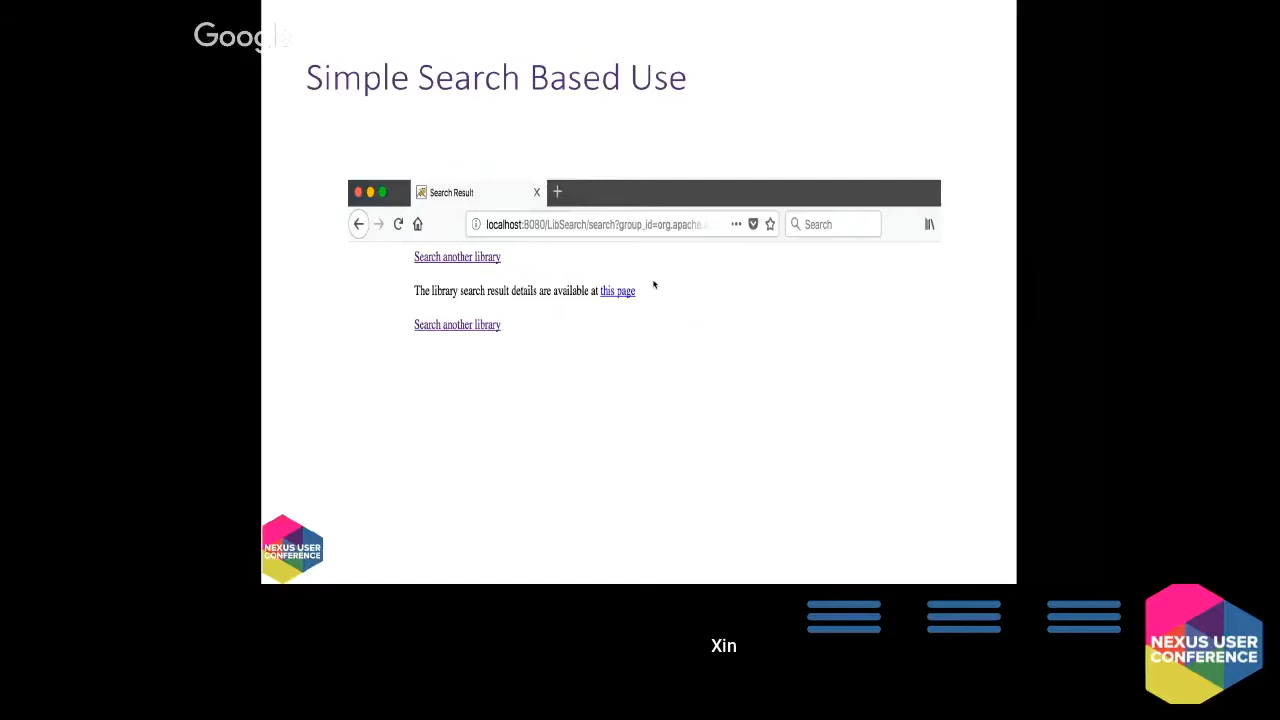 Google
Simple Search Based Use
Search Result
localhost:8080/LibSearch/search?group_id=org.apache.
Search
Search another library
The library search result details are available at this page
Search another library
NEXUS USER
CONFERENCE
Xin
NEXUS USER
CONFERENCE